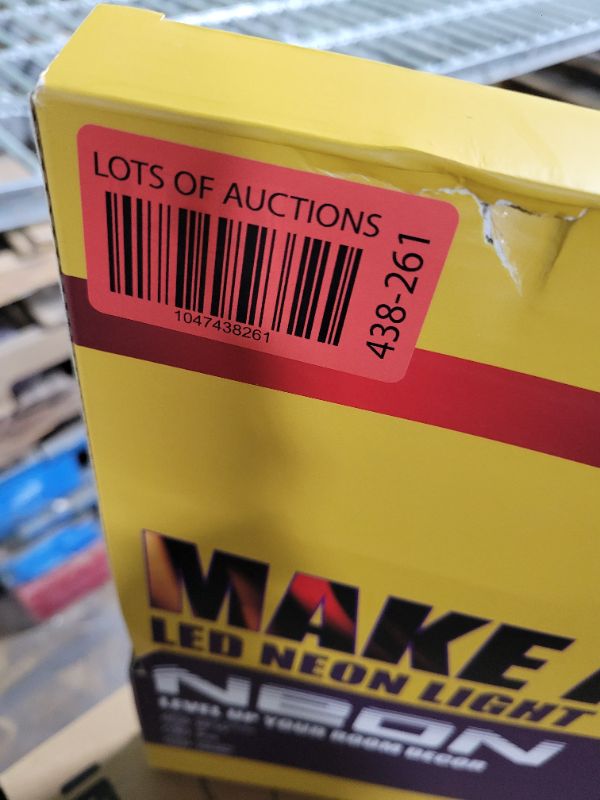 LOTS OF AUCTIONS
1047438261
438-261
MAKE
LED NEON LIGHT
NEON
LEVEL UP YOUR ROOM DECOR